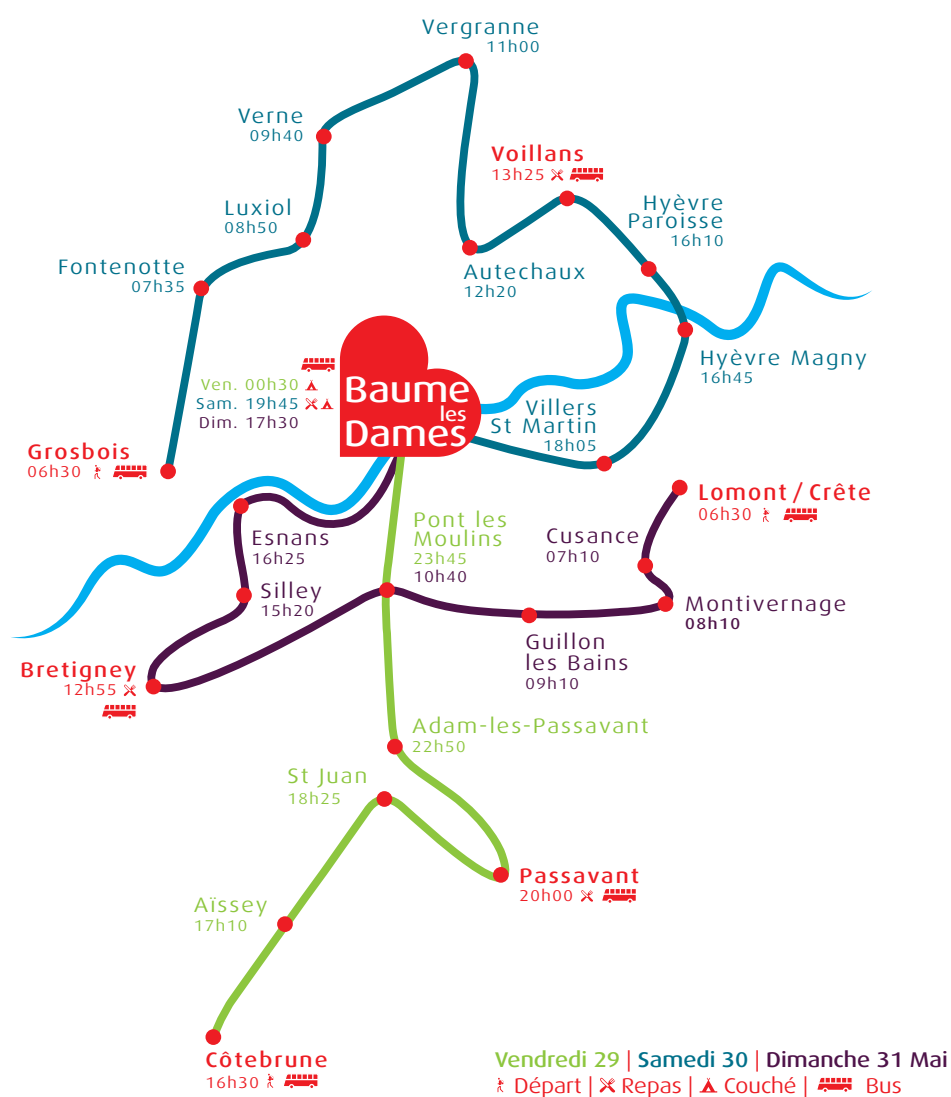 Vergranne
11h00
Verne
09h40
Voillans
13h25
Luxiol
08h50
Hyèvre
Paroisse
16h10
Fontenotte
07h35
Autechaux
12h20
Hyèvre Magny
16h45
Ven. 00h30
Sam. 19h45
Dim. 17h30
Baume
les
Dames
Villers
St Martin
18h05
Grosbois
06h30
Lomont / Crête
06h30
Pont les
Moulins
23h45
10h40
Cusance
07h10
Esnans
16h25
Silley
15h20
Montivernage
08h10
Guillon
les Bains
09h10
Bretigney
12h55
Adam-les-Passavant
22h50
St Juan
18h25
Passavant
20h00
Aïssey
17h10
Côtebrune
16h30
Vendredi 29 | Samedi 30 | Dimanche 31 Mai
Départ | Repas | Couché | Bus